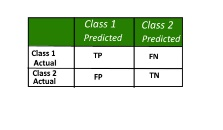 Class 1 Class 2
Predicted Predicted
Class 1 TP FN
Actual
Class 2 FP TN
Actual